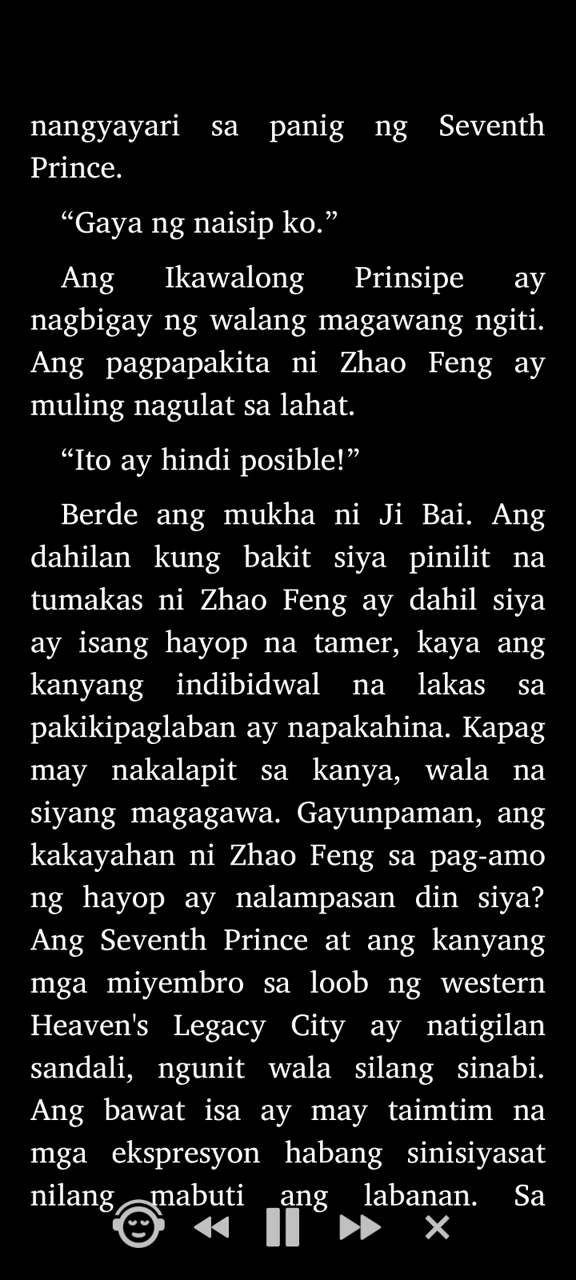 nangyayari sa panig ng Seventh
Prince.
“Gaya ng naisip ko.”
Ang Ikawalong Prinsipe ay
nagbigay ng walang magawang ngiti.
Ang pagpapakita ni Zhao Feng ay
muling nagulat sa lahat.
“Ito ay hindi posible!”
Berde ang mukha ni Ji Bai. Ang
dahilan kung bakit siya pinilit na
tumakas ni Zhao Feng ay dahil siya
ay isang hayop na tamer, kaya ang
kanyang indibidwal na lakas sa
pakikipaglaban ay napakahina. Kapag
may nakalapit sa kanya, wala na
siyang magagawa. Gayunpaman, ang
kakayahan ni Zhao Feng sa pag-amo
ng hayop ay nalampasan din siya?
Ang Seventh Prince at ang kanyang
mga miyembro sa loob ng western
Heaven's Legacy City ay natigilan
sandali, ngunit wala silang sinabi.
Ang bawat isa ay may taimtim na
mga ekspresyon habang sinisiyasat
nilang mabuti ang labanan. Sa